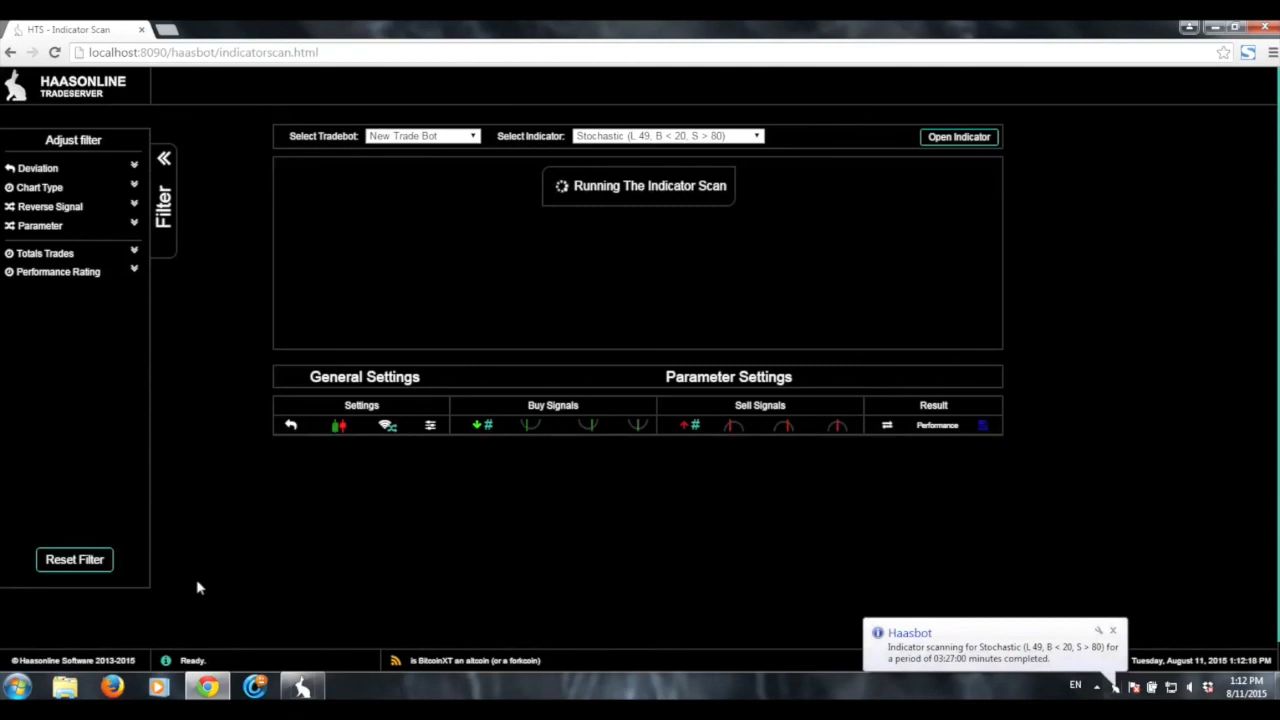 HTS - Indicator Scan
localhost:8090/haasbot/indicatorscan.html
HAASONLINE
TRADESERVER
Adjust filter
Deviation
Chart Type
Reverse Signal
Parameter
Totals Trades
Performance Rating
Filter
Reset Filter
Select Tradebot: New Trade Bot Select Indicator: Stochastic (L 49, B < 20, S > 80) Open Indicator
Running The Indicator Scan
General Settings Parameter Settings
Settings Buy Signals Sell Signals Result
# # Performance
Haasbot
Indicator scanning for Stochastic (L 49, B < 20, S > 80) for
a period of 03:27:00 minutes completed.
© Haasonline Software 2013-2015 Ready. is BitcoinXT an altcoin (or a forkcoin) Tuesday, August 11, 2015 1:12:18 PM
EN 1:12 PM
8/11/2015